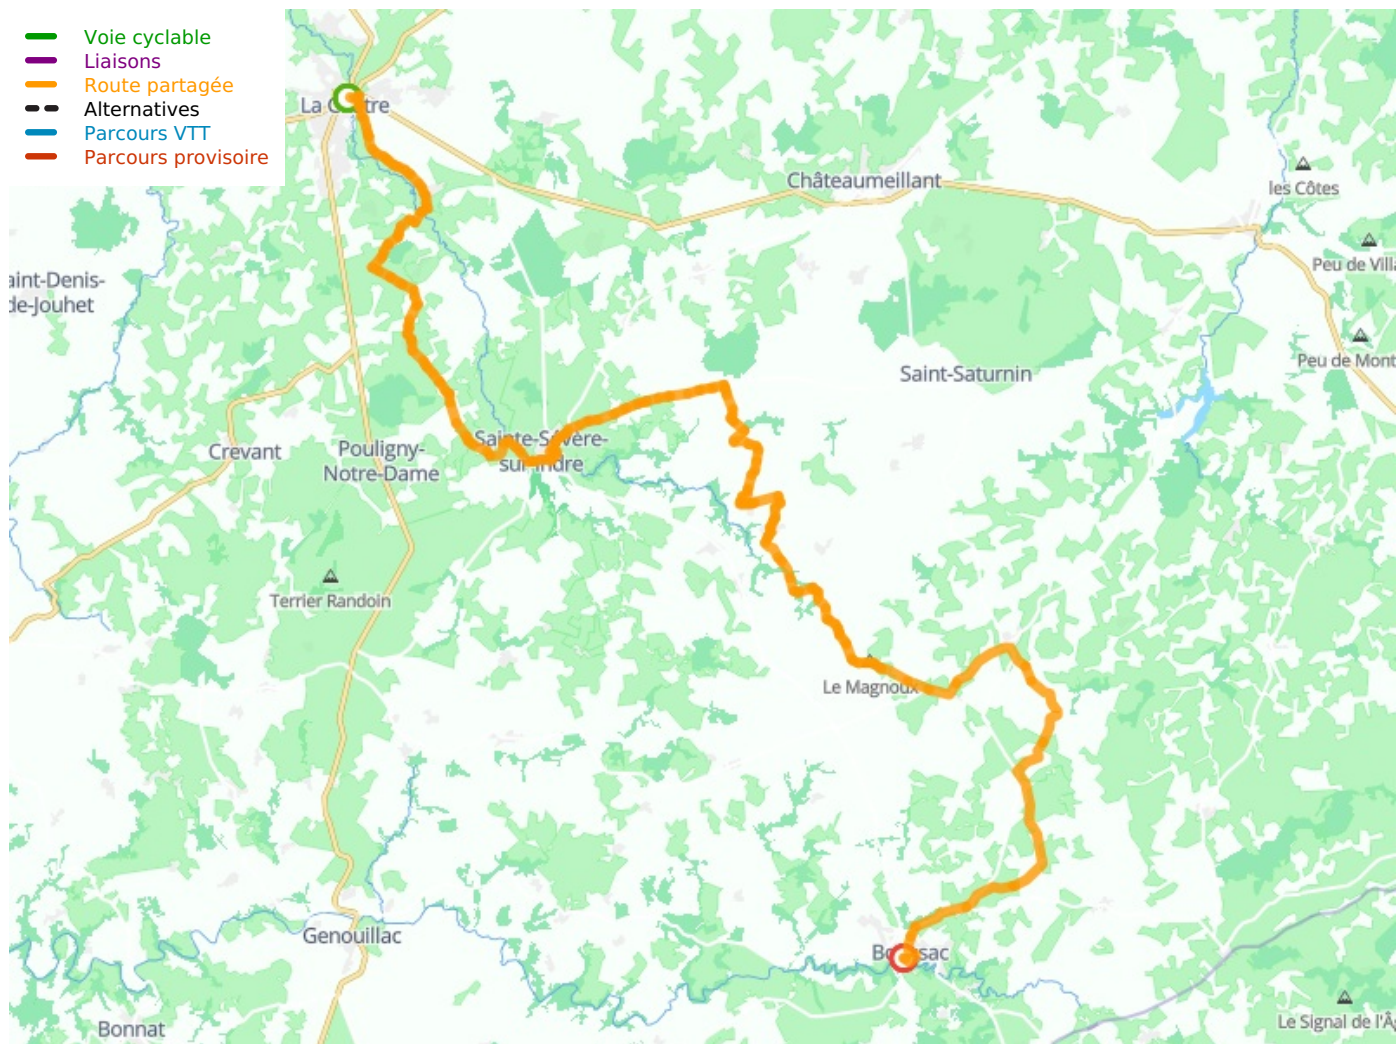 Voie cyclable
Liaisons
Route partagée
Alternatives
Parcours VTT
Parcours provisoire
Châteaumeillant
les Côtes
Peu de Villa
aint-Denis-
de-Jouhet
Peu de Mont
Saint-Saturnin
Crevant
Pouligny-
Notre-Dame
Terrier Randoin
Le Magnoux
Genouillac
Bonnat
Le Signal de l'Â